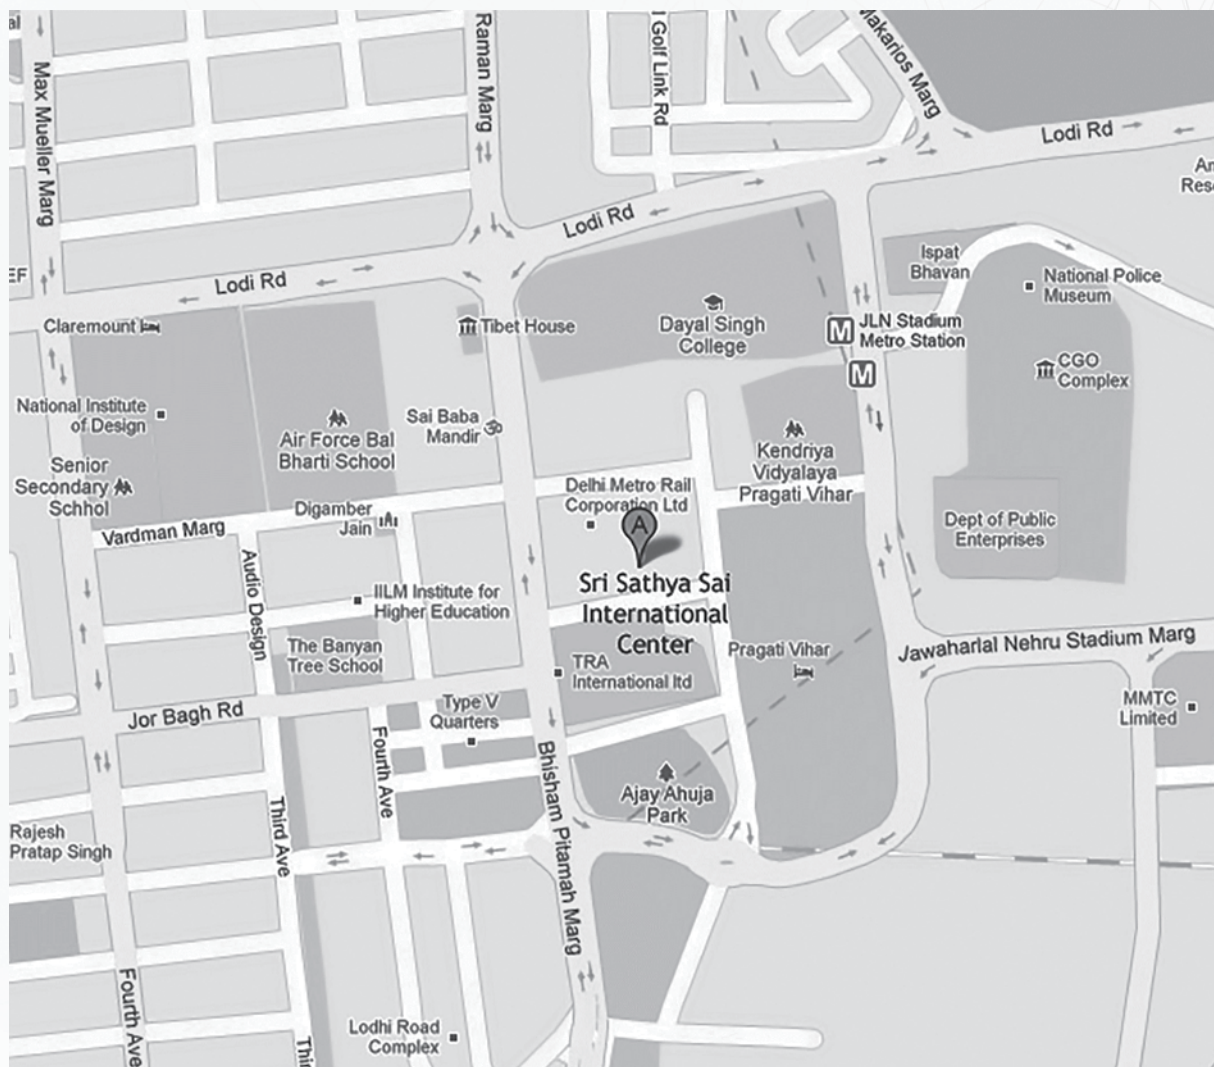 al
Max Mueller Marg
Raman Marg
Golf Link Rd
Makarios Marg
Lodi Rd
Lodi Rd
Lodi Rd
EF
Ispat
Bhavan
National Police
Museum
Claremount
Tibet House
Dayal Singh
College
M
JLN Stadium
Metro Station
M
CGO
Complex
National Institute
of Design
Air Force Bal
Bharti School
Sai Baba
Mandir
ॐ
Kendriya
Vidyalaya
Pragati Vihar
Senior
Secondary
Schhol
Delhi Metro Rail
Corporation Ltd
Digamber
Jain
Vardman Marg
A
Dept of Public
Enterprises
Audio Design
IILM Institute for
Higher Education
Sri Sathya Sai
International
Center
The Banyan
Tree School
TRA
International ltd
Pragati Vihar
Jawaharlal Nehru Stadium Marg
MMTC
Limited
Jor Bagh Rd
Type V
Quarters
Fourth Ave
Bhisham Pitamah Marg
Ajay Ahuja
Park
Third Ave
Rajesh
Pratap Singh
Fourth Ave
Lodhi Road
Complex
Thi